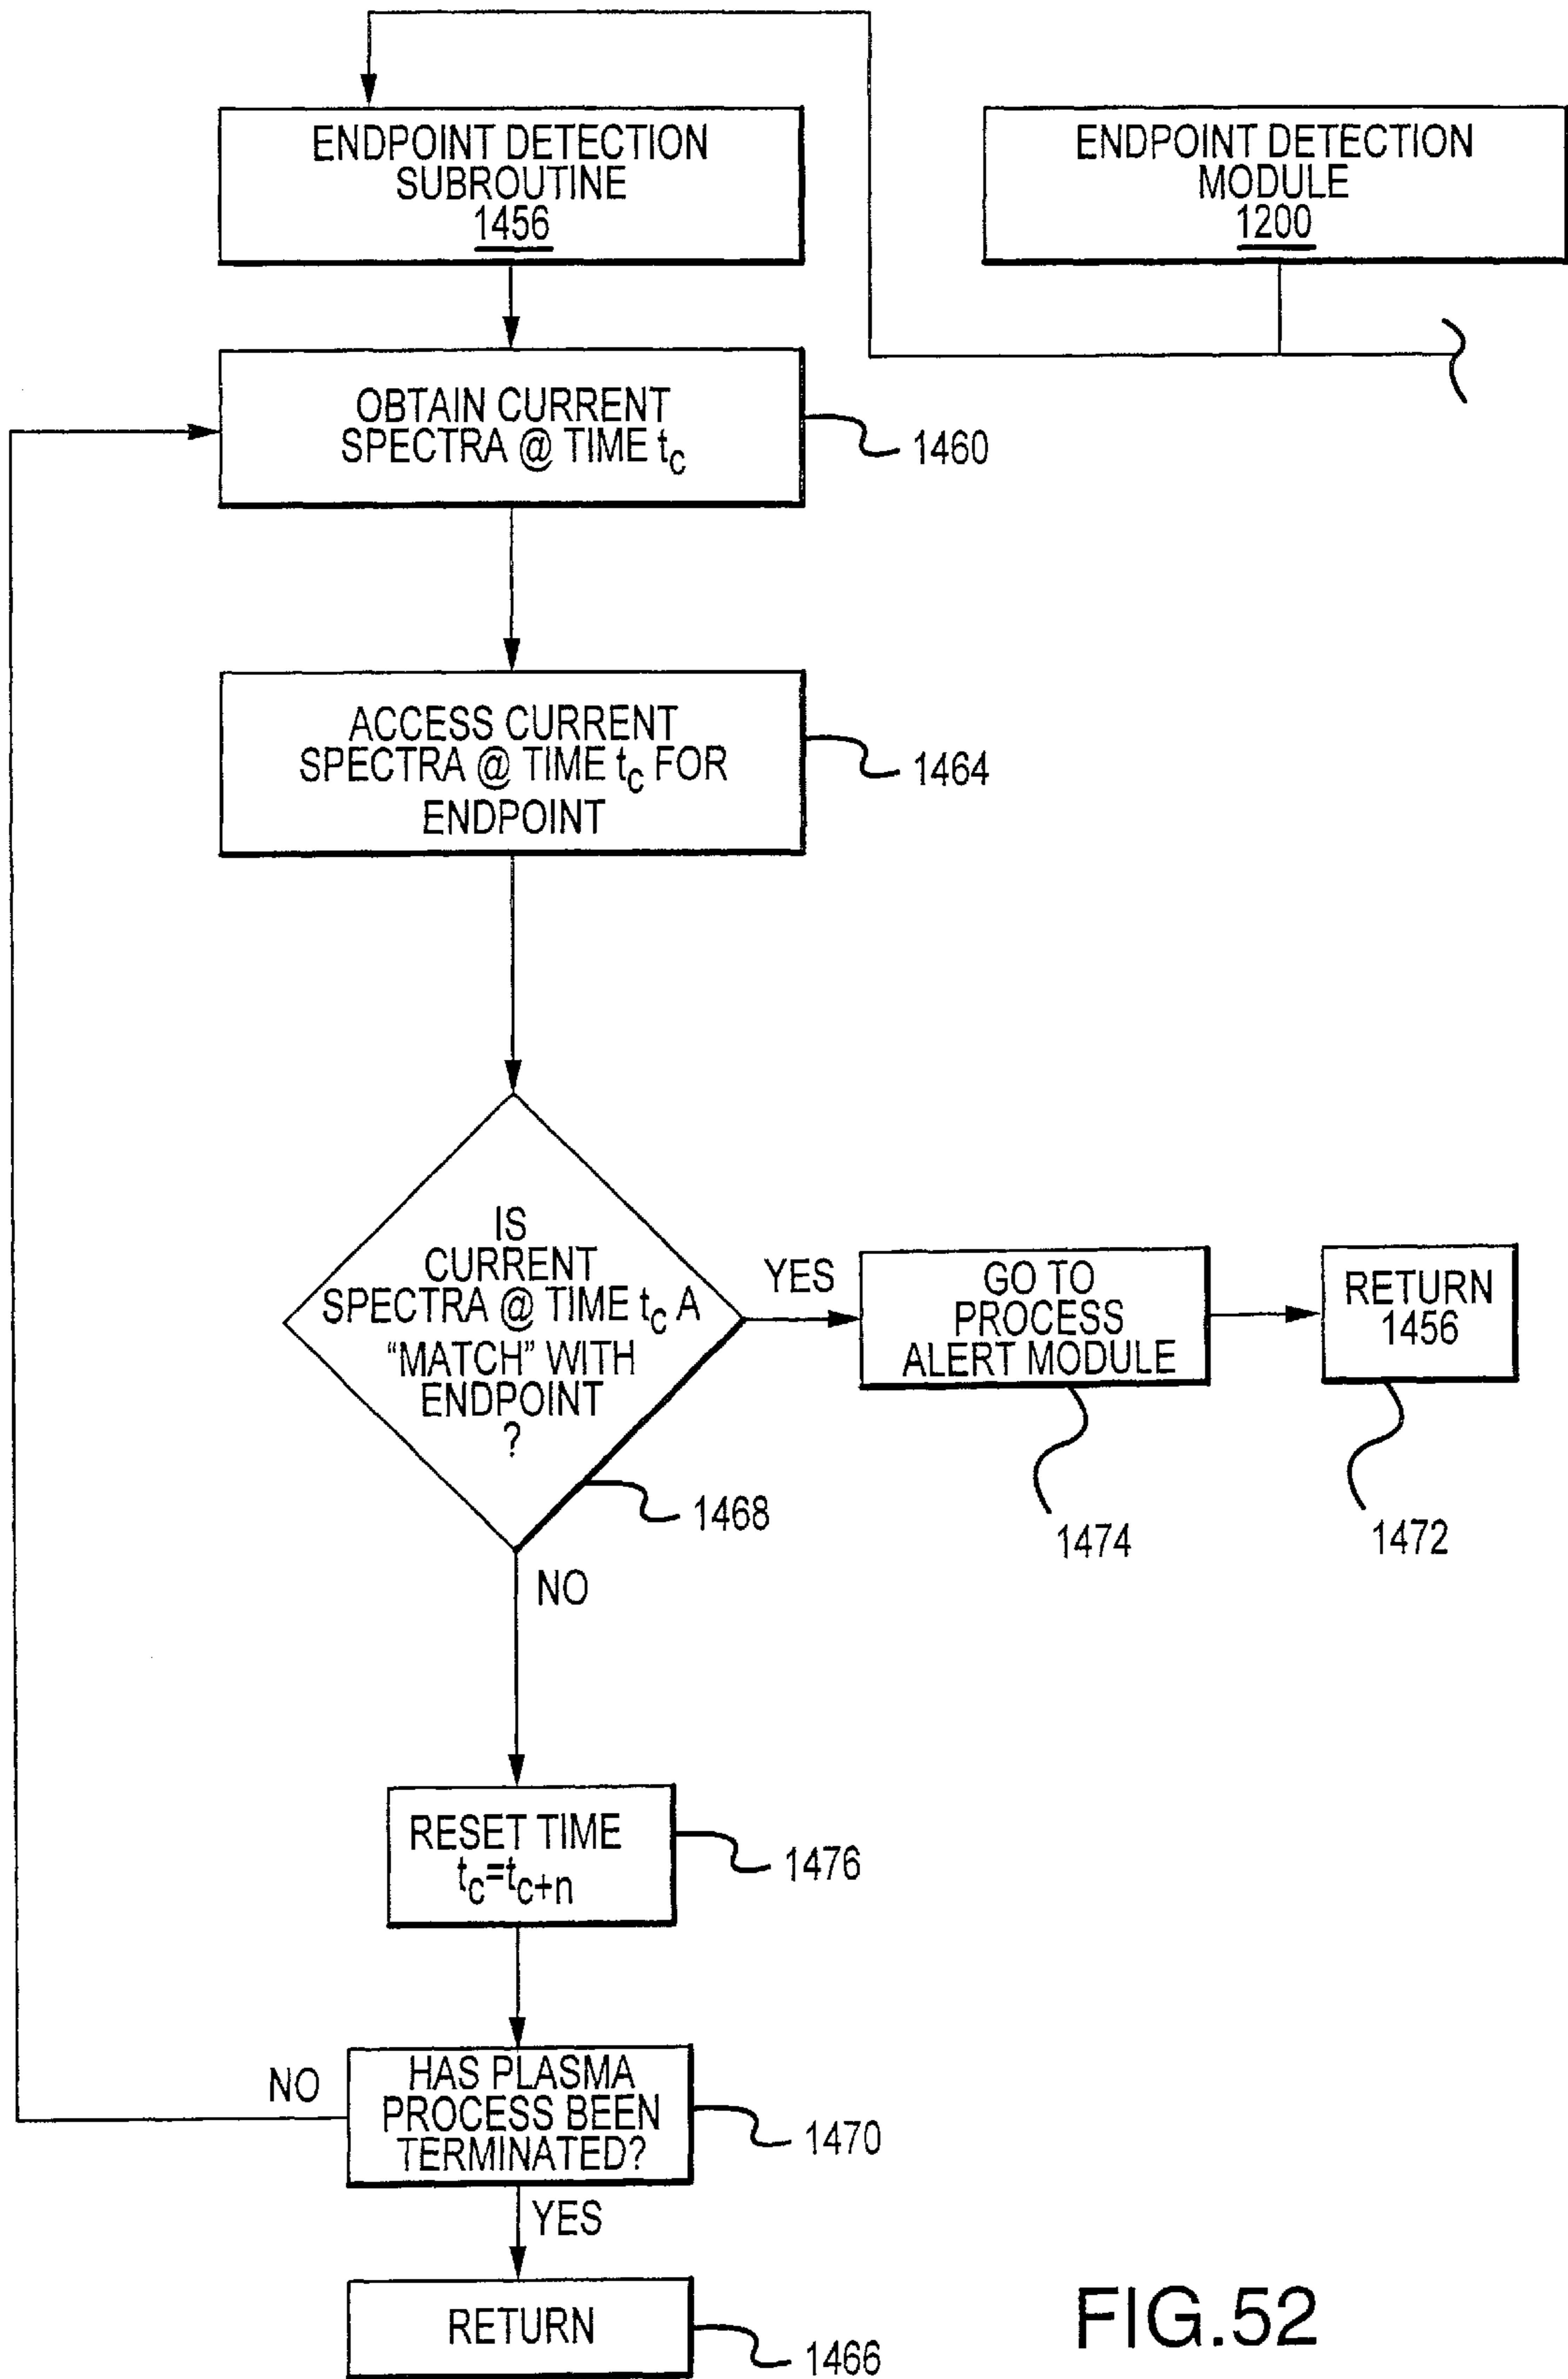 ENDPOINT DETECTION
SUBROUTINE
1456
ENDPOINT DETECTION
MODULE
1200
OBTAIN CURRENT
SPECTRA @ TIME tc
1460
ACCESS CURRENT
SPECTRA @ TIME tc FOR
ENDPOINT
1464
IS
CURRENT
SPECTRA @ TIME tc A
“MATCH” WITH
ENDPOINT
?
1468
YES
GO TO
PROCESS
ALERT MODULE
1474
RETURN
1456
1472
NO
RESET TIME
tc=tc+n
1476
HAS PLASMA
PROCESS BEEN
TERMINATED?
1470
NO
YES
RETURN
1466
FIG.52